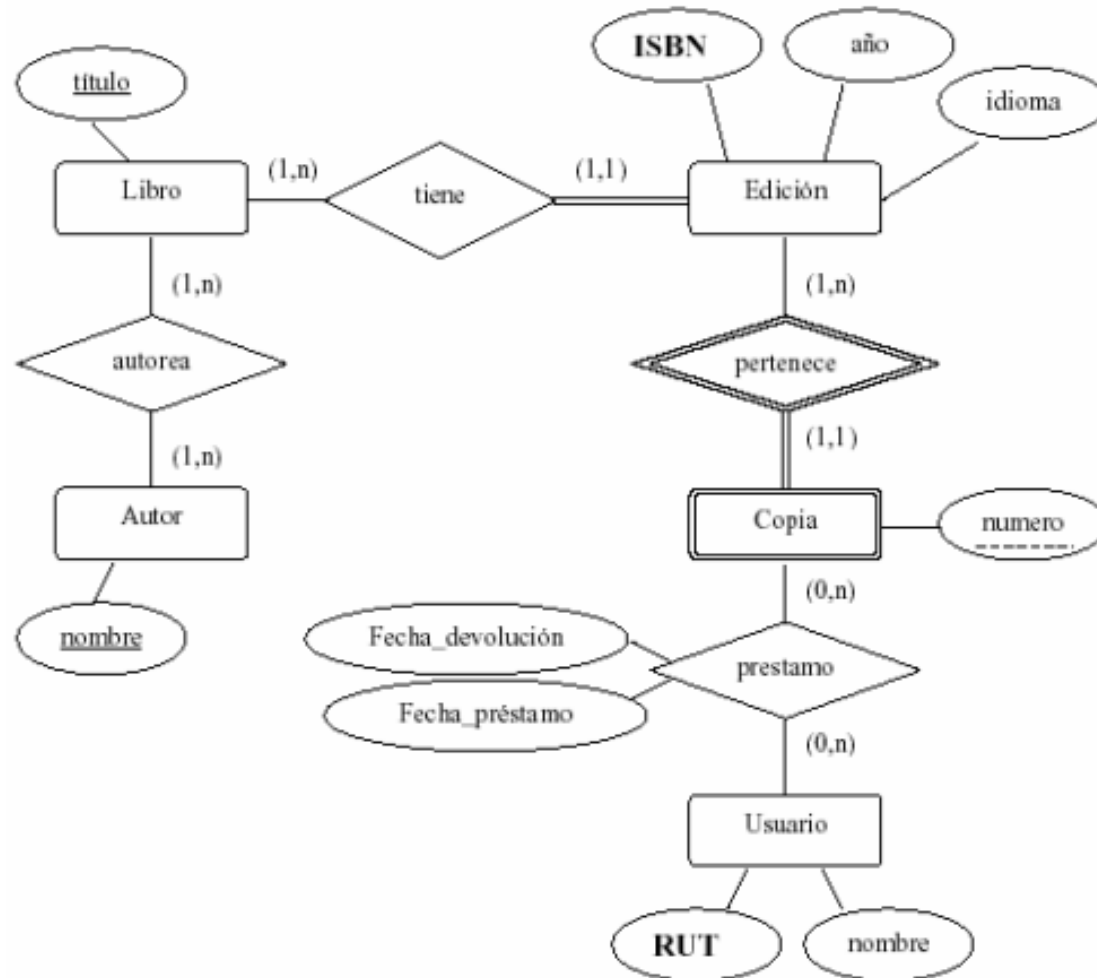 ISBN
año
título
idioma
Libro
(1,n)
tiene
(1,1)
Edición
(1,n)
(1,n)
autorea
pertenece
(1,n)
(1,1)
Autor
Copia
numero
nombre
(0,n)
Fecha_devolución
prestamo
Fecha_préstamo
(0,n)
Usuario
RUT
nombre